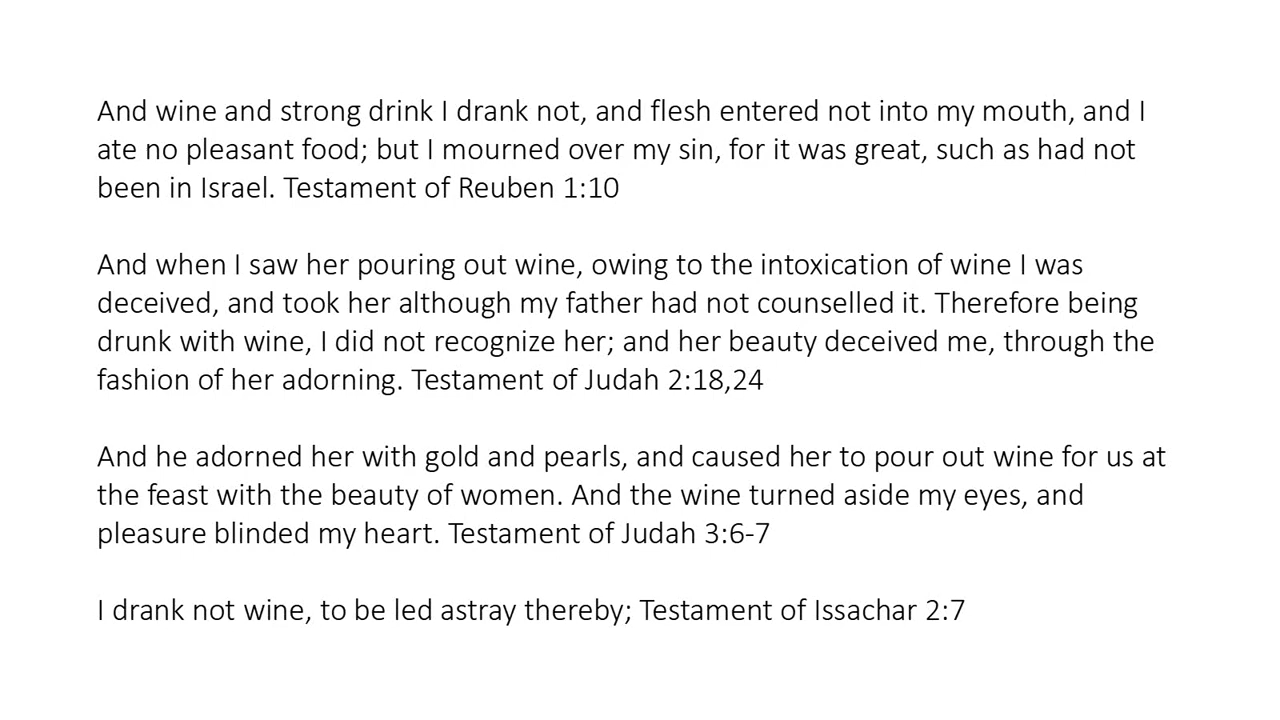 And wine and strong drink I drank not, and flesh entered not into my mouth, and I
ate no pleasant food; but I mourned over my sin, for it was great, such as had not
been in Israel. Testament of Reuben 1:10
And when I saw her pouring out wine, owing to the intoxication of wine I was
deceived, and took her although my father had not counselled it. Therefore being
drunk with wine, I did not recognize her; and her beauty deceived me, through the
fashion of her adorning. Testament of Judah 2:18,24
And he adorned her with gold and pearls, and caused her to pour out wine for us at
the feast with the beauty of women. And the wine turned aside my eyes, and
pleasure blinded my heart. Testament of Judah 3:6-7
I drank not wine, to be led astray thereby; Testament of Issachar 2:7